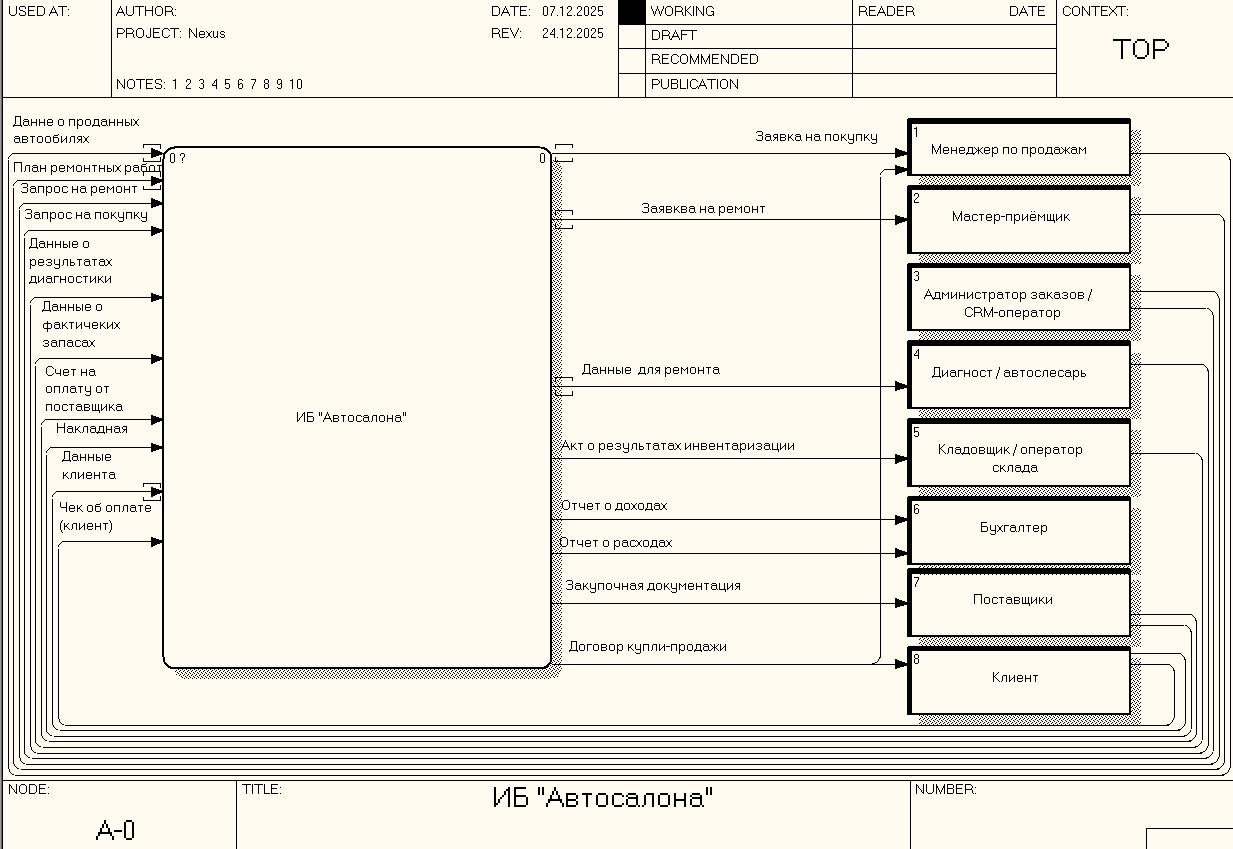 USED AT:
AUTHOR:
DATE: 07.12.2025
PROJECT: Nexus
REV: 24.12.2025
NOTES: 1 2 3 4 5 6 7 8 9 10
WORKING
DRAFT
RECOMMENDED
PUBLICATION
READER
DATE
CONTEXT:
TOP
Данне о проданных
автообилях
План ремонтных работ
Запрос на ремонт
Запрос на покупку
Данные о
результатах
диагностики
Данные о
фактичеких
запасах
Счет на
оплату от
поставщика
Накладная
Данные
клиента
Чек об оплате
(клиент)
0 ?
0
ИБ "Автосалона"
Заявка на покупку
Заявквa на ремонт
Данные для ремонта
Акт о результатах инвентаризации
Отчет о доходах
Отчет о расходах
Закупочная документация
Договор купли-продажи
1
Менеджер по продажам
2
Мастер-приёмщик
3
Администратор заказов /
CRM-оператор
4
Диагност / автослесарь
5
Кладовщик / оператор
склада
6
Бухгалтер
7
Поставщики
8
Клиент
NODE:
A-0
TITLE:
ИБ "Автосалона"
NUMBER: